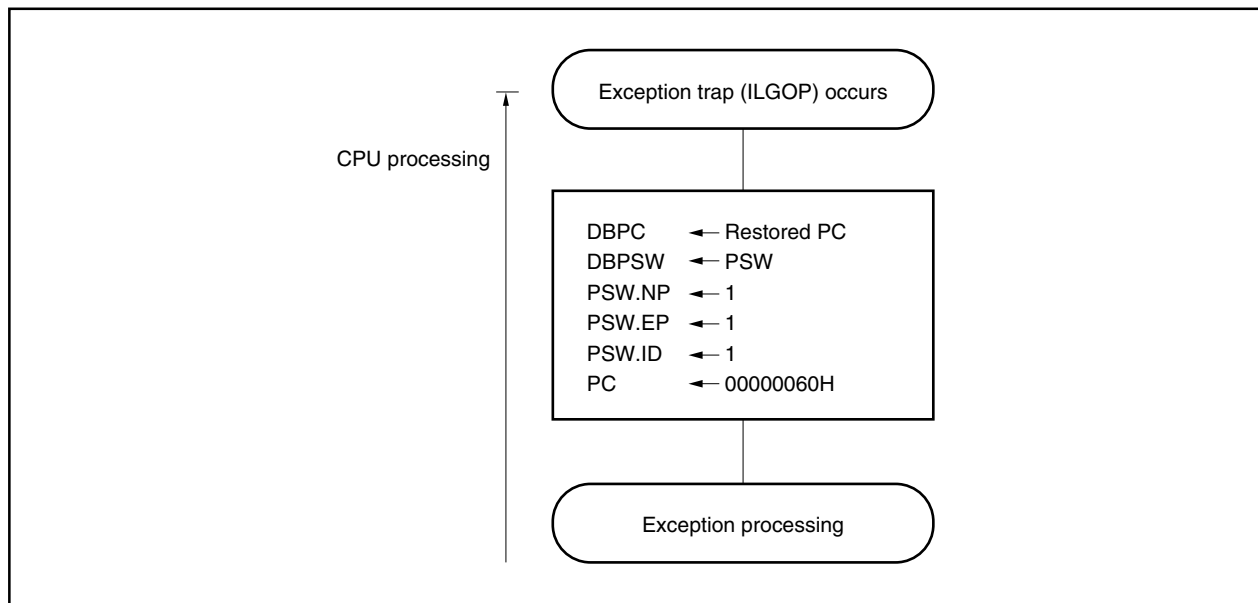 Exception trap (ILGOP) occurs
CPU processing
DBPC ← Restored PC
DBPSW ← PSW
PSW.NP ← 1
PSW.EP ← 1
PSW.ID ← 1
PC ← 00000060H
Exception processing